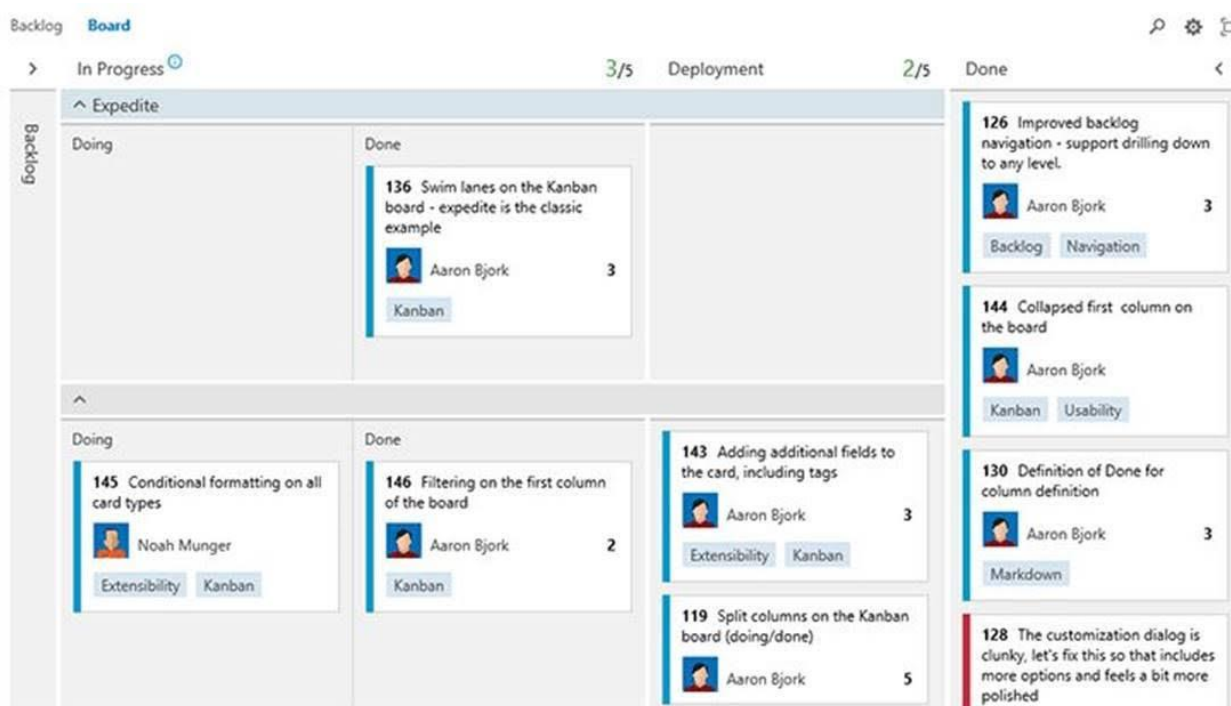 Backlog Board
In Progress 3/5 Deployment 2/5 Done
Backlog
Expedite
Doing
Done
136 Swim lanes on the Kanban
board - expedite is the classic
example
Aaron Bjork 3
Kanban
Doing
145 Conditional formatting on all
card types
Noah Munger
Extensibility Kanban
Done
146 Filtering on the first column
of the board
Aaron Bjork 2
Kanban
143 Adding additional fields to
the card, including tags
Aaron Bjork 3
Extensibility Kanban
119 Split columns on the Kanban
board (doing/done)
Aaron Bjork 5
126 Improved backlog
navigation - support drilling down
to any level.
Aaron Bjork 3
Backlog Navigation
144 Collapsed first column on
the board
Aaron Bjork
Kanban Usability
130 Definition of Done for
column definition
Aaron Bjork 3
Markdown
128 The customization dialog is
clunky, let's fix this so that includes
more options and feels a bit more
polished